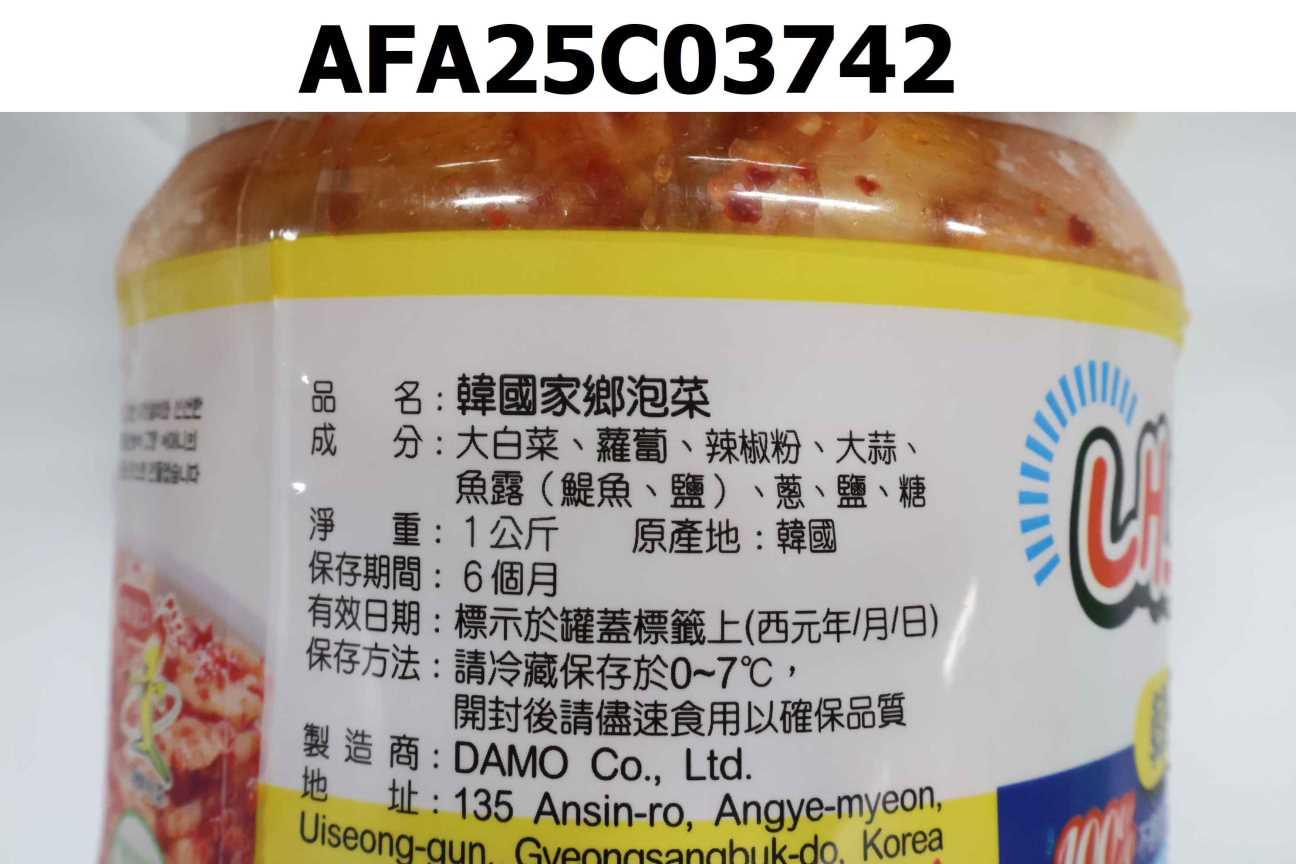 AFA25C03742
品名：韓國家鄉泡菜
成分：大白菜、蘿蔔、辣椒粉、大蒜、
魚露（鯷魚、鹽）、蔥、鹽、糖
淨重：1公斤 原產地：韓國
保存期間：6個月
有效日期：標示於罐蓋標籤上(西元年/月/日)
保存方法：請冷藏保存於0~7℃，
開封後請儘速食用以確保品質
製造商：DAMO Co., Ltd.
地址：135 Ansin-ro, Angye-myeon,
Uiseong-gun, Gyeongsangbuk-do, Korea
LH
100%